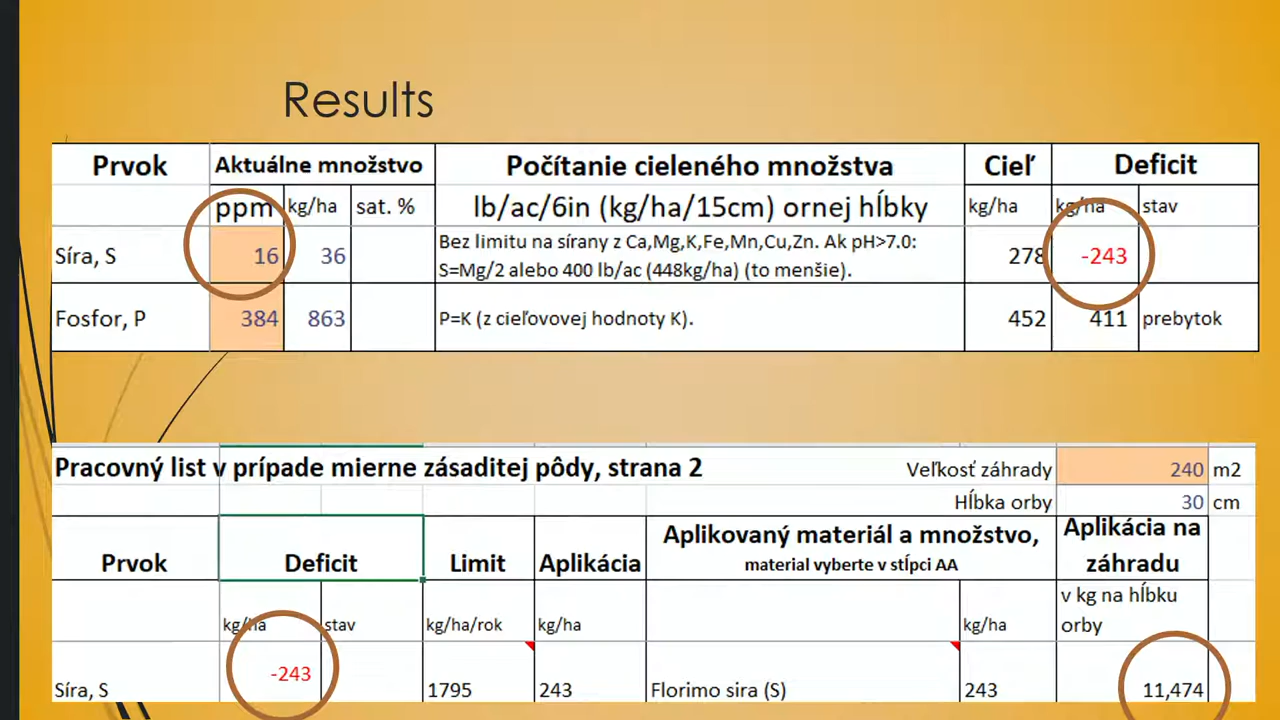 Results
Prvok Aktuálne množstvo Počítanie cieleného množstva Cieľ Deficit
ppm kg/ha sat. % lb/ac/6in (kg/ha/15cm) ornej hĺbky kg/ha kg/ha stav
Síra, S 16 36 Bez limitu na sírany z Ca,Mg,K,Fe,Mn,Cu,Zn. Ak pH>7.0: 278 -243
S=Mg/2 alebo 400 lb/ac (448kg/ha) (to menšie).
Fosfor, P 384 863 P=K (z cieľovovej hodnoty K). 452 411 prebytok
Pracovný list v prípade mierne zásaditej pôdy, strana 2 Veľkosť záhrady 240 m2
Hĺbka orby 30 cm
Prvok Deficit Limit Aplikácia Aplikovaný materiál a množstvo, Aplikácia na
material vyberte v stĺpci AA záhradu
kg/ha stav kg/ha/rok kg/ha kg/ha v kg na hĺbku
orby
Síra, S -243 1795 243 Florimo sira (S) 243 11,474